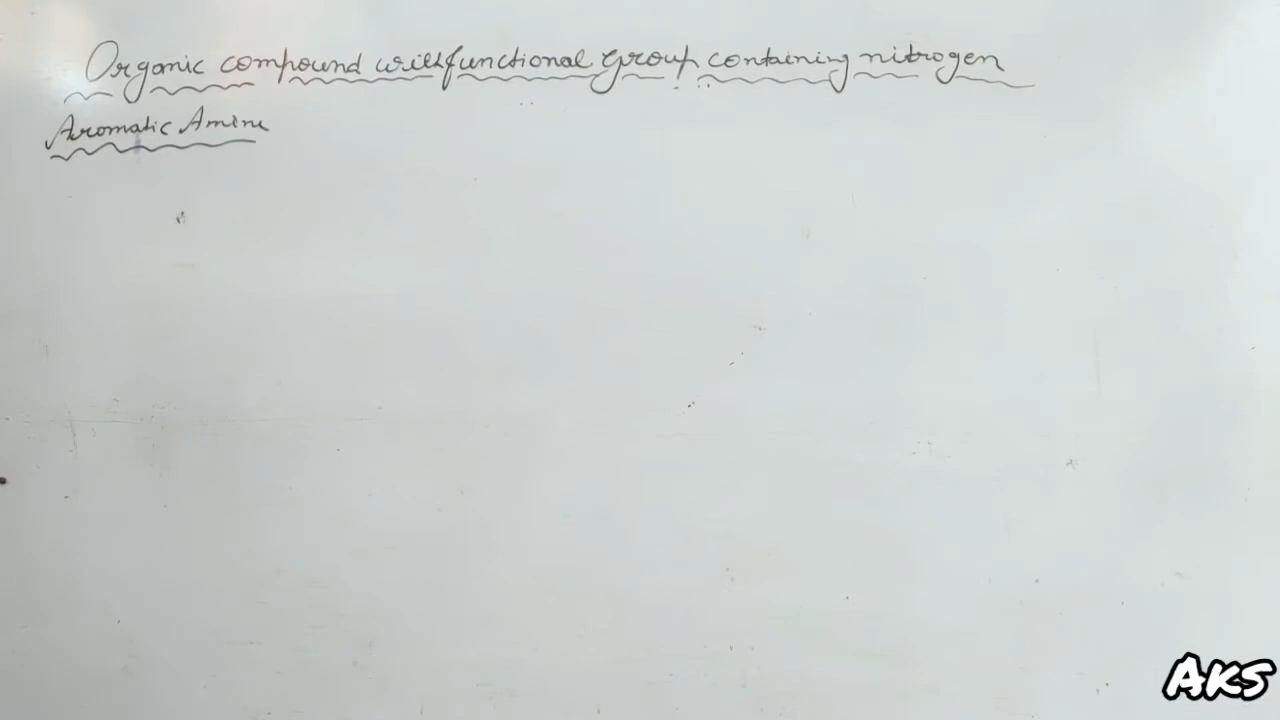 Organic compound with functional group containing nitrogen
Aromatic Amine
AKS